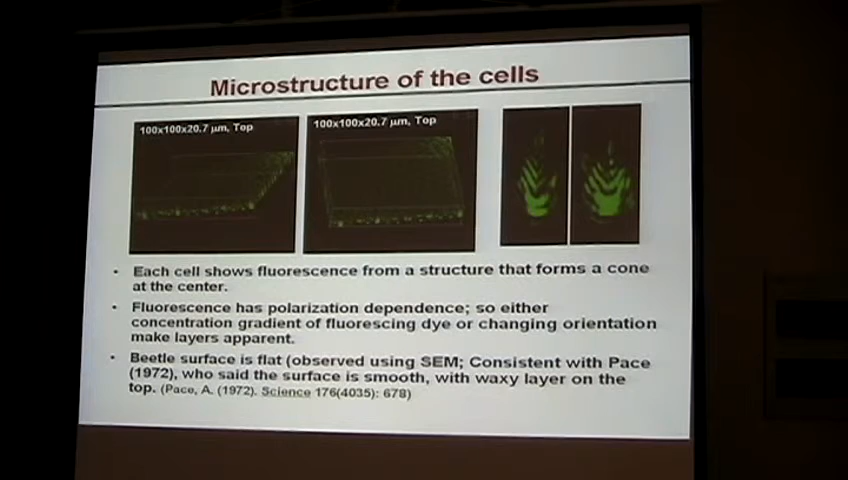 Microstructure of the cells
100x100x20.7 µm, Top
100x100x20.7 µm, Top
• Each cell shows fluorescence from a structure that forms a cone
at the center.
• Fluorescence has polarization dependence; so either
concentration gradient of fluorescing dye or changing orientation
make layers apparent.
• Beetle surface is flat (observed using SEM; Consistent with Pace
(1972), who said the surface is smooth, with waxy layer on the
top. (Pace, A. (1972). Science 176(4035): 678)